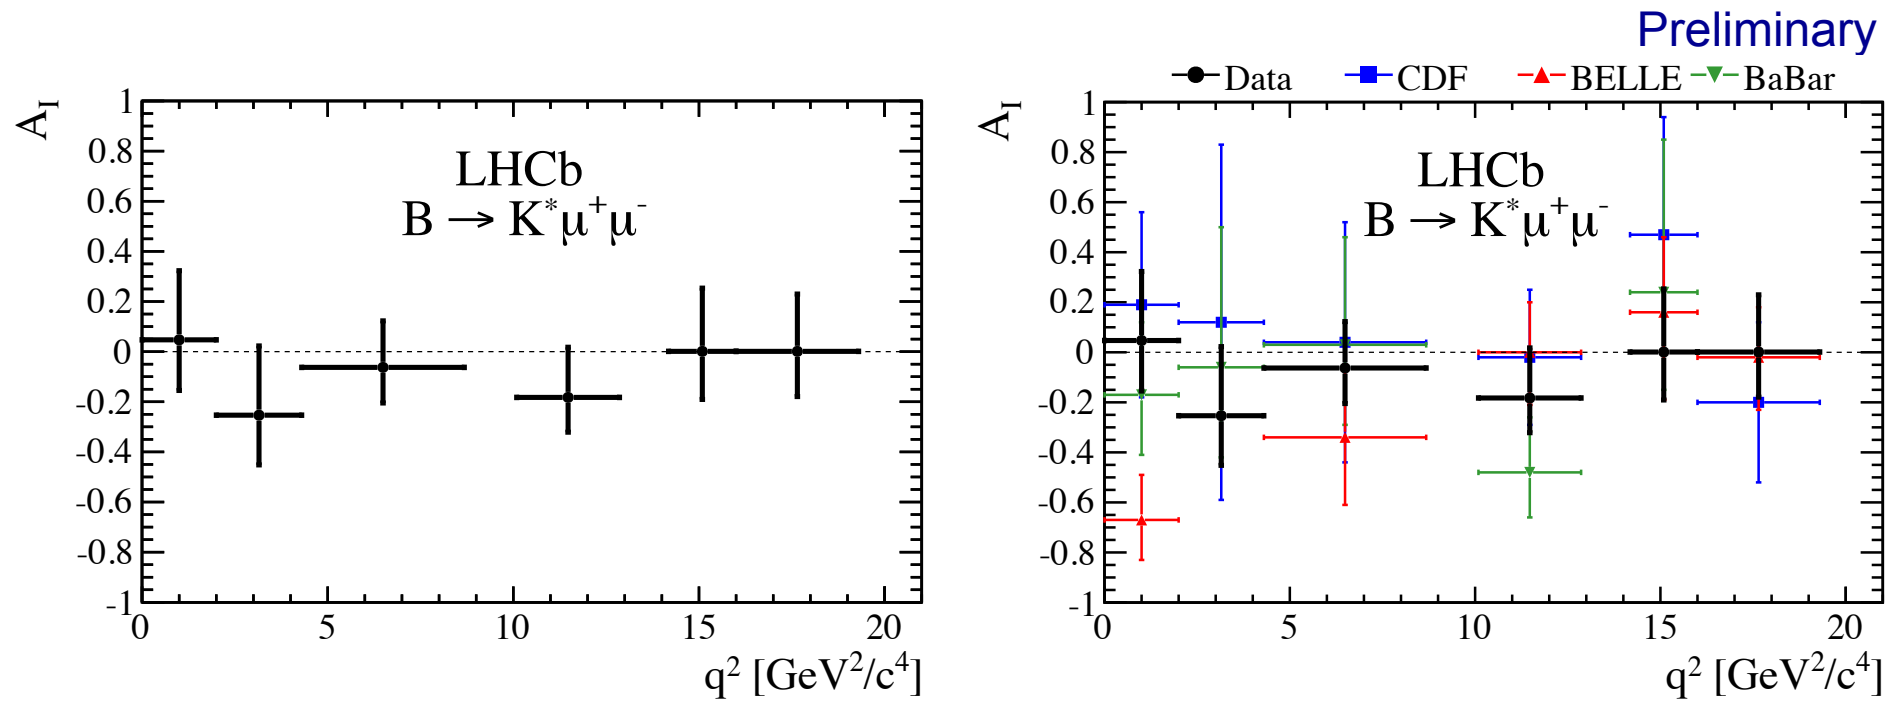 Preliminary
Data CDF BELLE BaBar
A_I
1
0.8
0.6
0.4
0.2
0
-0.2
-0.4
-0.6
-0.8
-1
LHCb
B → K*μ+μ-
0 5 10 15 20
q² [GeV²/c⁴]
A_I
1
0.8
0.6
0.4
0.2
0
-0.2
-0.4
-0.6
-0.8
-1
LHCb
B → K*μ+μ-
0 5 10 15 20
q² [GeV²/c⁴]